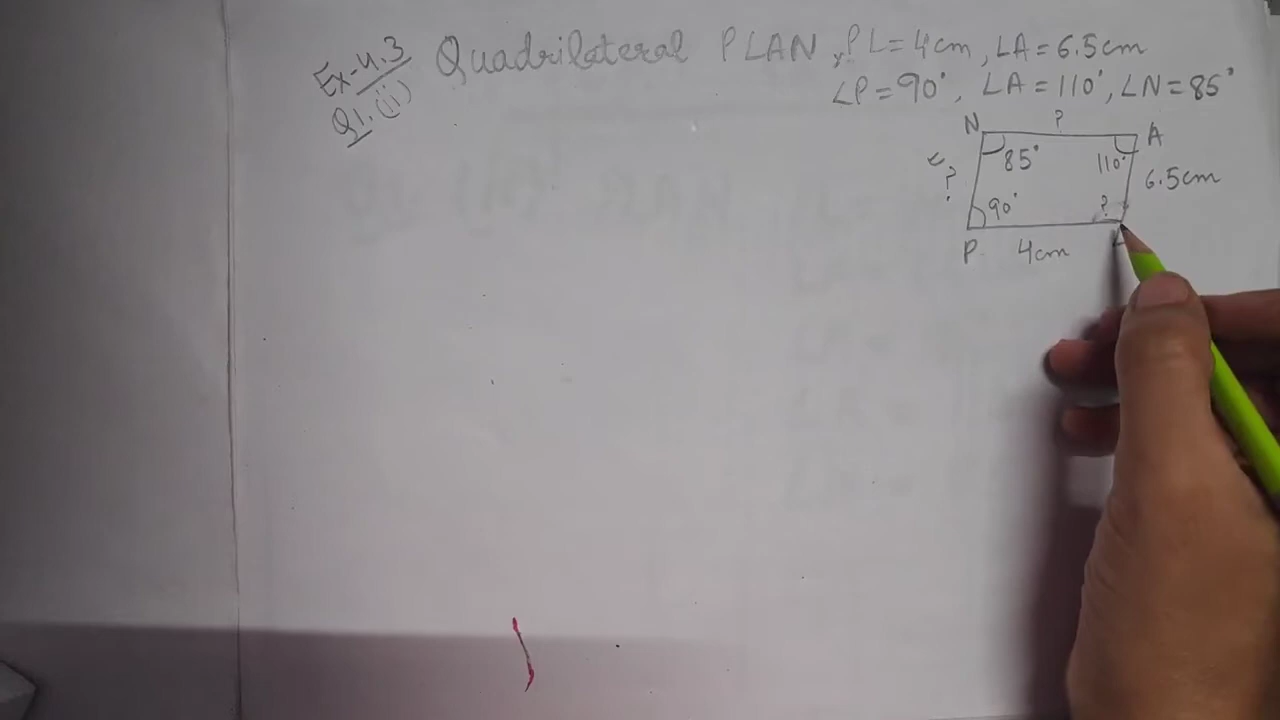 Ex-4.3
Q1.(ii)
Quadrilateral PLAN, PL=4cm, LA=6.5cm
∠P=90°, ∠A=110°, ∠N=85°
N ? A
85° 110°
? 6.5cm
90° ?
P 4cm